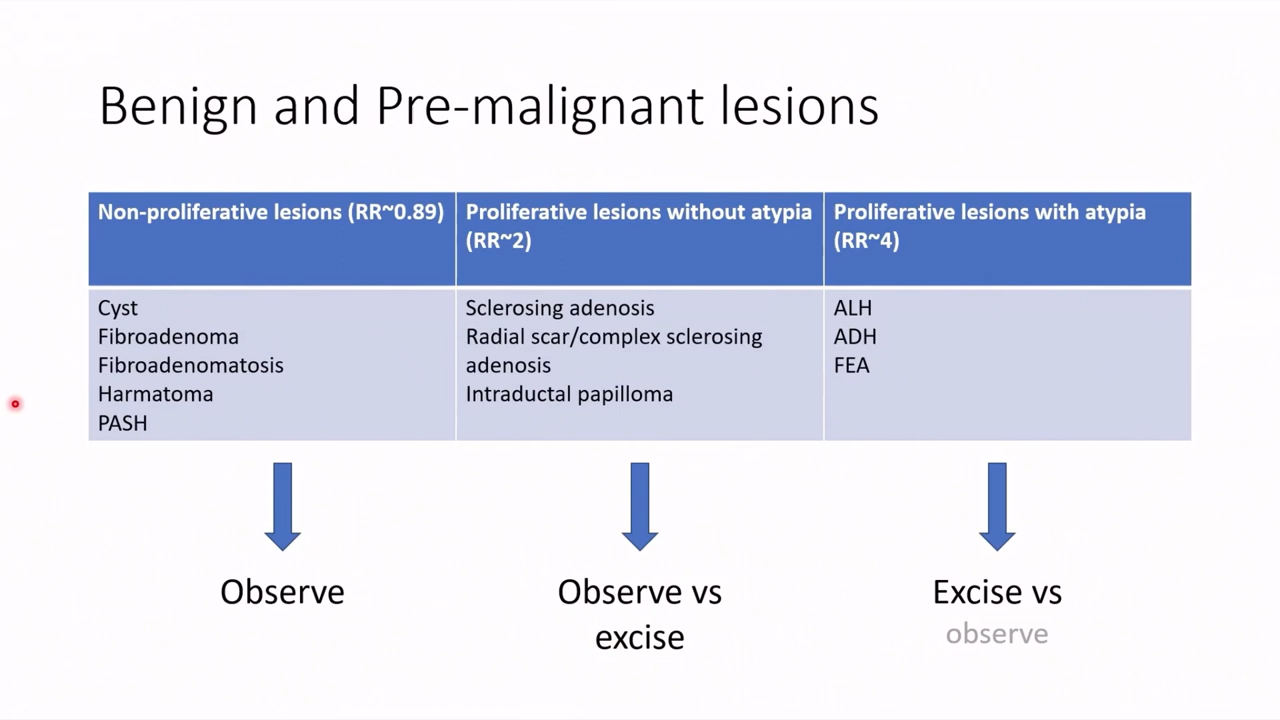 Benign and Pre-malignant lesions
Non-proliferative lesions (RR~0.89)
Proliferative lesions without atypia
(RR~2)
Proliferative lesions with atypia
(RR~4)
Cyst
Fibroadenoma
Fibroadenomatosis
Harmatoma
PASH
Sclerosing adenosis
Radial scar/complex sclerosing
adenosis
Intraductal papilloma
ALH
ADH
FEA
Observe
Observe vs
excise
Excise vs
observe